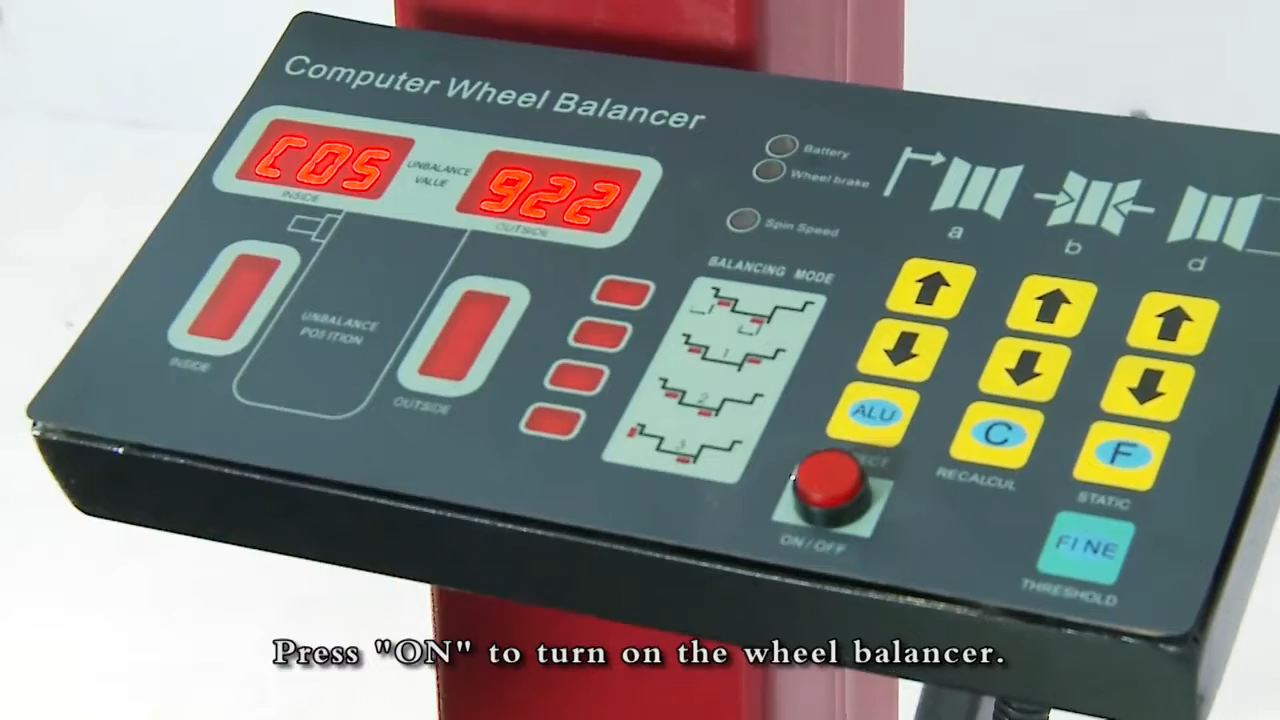 Computer Wheel Balancer
C05
UNBALANCE
VALUE
922
INSIDE
OUTSIDE
Battery
Wheel brake
Spin Speed
a
b
d
BALANCING MODE
1
2
3
UNBALANCE
POSITION
INSIDE
OUTSIDE
ALU
C
F
RECALCUL
STATIC
ON/OFF
FINE
THRESHOLD
Press "ON" to turn on the wheel balancer.